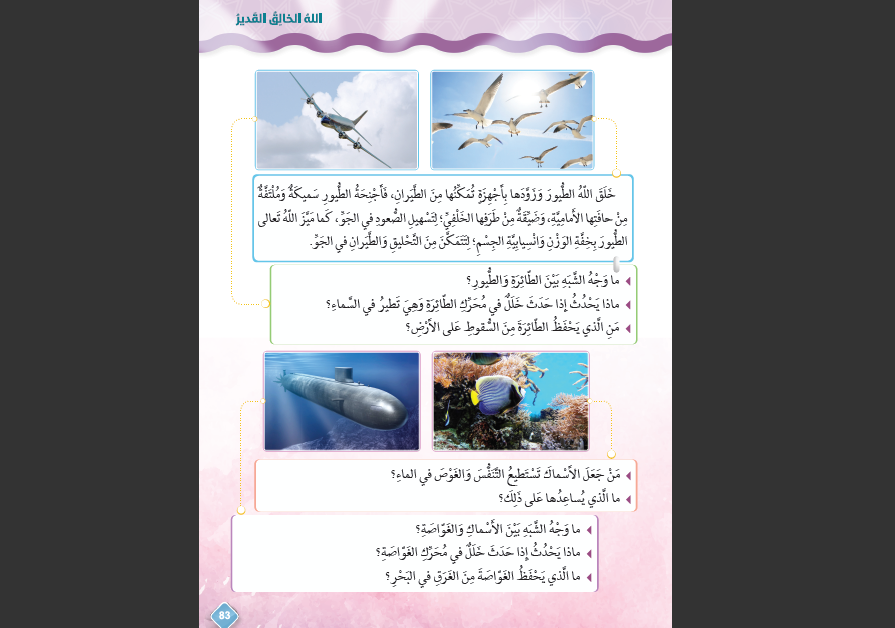 اللهُ الخالِقُ القَديرُ
خَلَقَ اللّهُ الطُّيورَ وَزَوَّدَها بِأَجْهِزَةٍ تُمَكِّنُها مِنَ الطَّيَرانِ، فَأَجْنِحَةُ الطُّيورِ سَميكَةٌ وَمُلْتَفَّةٌ
مِنْ حافَتِها الأَمامِيَّةِ، وَضَيِّقَةٌ مِنْ طَرَفِها الخَلْفِيِّ؛ لِتَسْهيلِ الصُّعودِ في الجَوِّ، كَما مَيَّزَ اللّهُ تَعالى
الطُّيورَ بِخِفَّةِ الوَزْنِ وَانْسِيابِيَّةِ الجِسْمِ؛ لِتَتَمَكَّنَ مِنَ التَّحْليقِ وَالطَّيَرانِ في الجَوِّ.
ما وَجْهُ الشَّبَهِ بَيْنَ الطّائِرَةِ وَالطُّيورِ؟
ماذا يَحْدُثُ إذا حَدَثَ خَلَلٌ في مُحَرِّكِ الطّائِرَةِ وَهِيَ تَطيرُ في السَّماءِ؟
مَنِ الَّذي يَحْفَظُ الطّائِرَةَ مِنَ السُّقوطِ عَلى الأَرْضِ؟
مَنْ جَعَلَ الأَسْماكَ تَسْتَطيعُ التَّنَفُّسَ وَالغَوْصَ في الماءِ؟
ما الَّذي يُساعِدُها عَلى ذَلِكَ؟
ما وَجْهُ الشَّبَهِ بَيْنَ الأَسْماكِ وَالغَوّاصَةِ؟
ماذا يَحْدُثُ إِذا حَدَثَ خَلَلٌ في مُحَرِّكِ الغَوّاصَةِ؟
ما الَّذي يَحْفَظُ الغَوّاصَةَ مِنَ الغَرَقِ في البَحْرِ؟
83